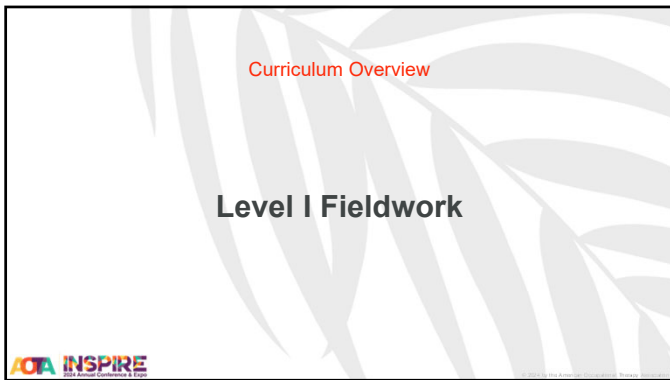 Curriculum Overview
Level I Fieldwork
AOTA INSPIRE
2024 Annual Conference & Expo
© 2024 by the American Occupational Therapy Association